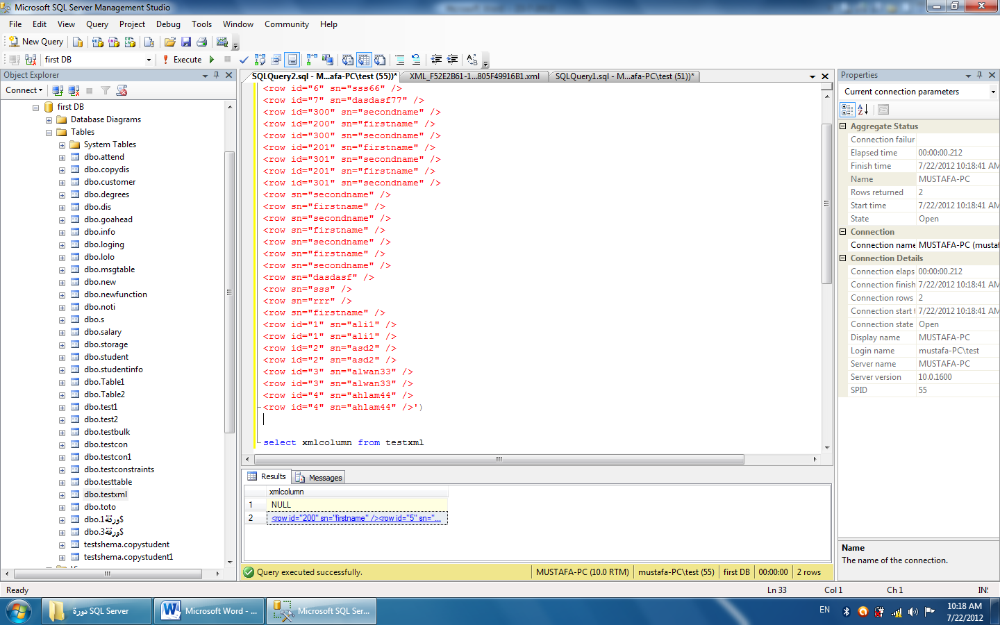 Microsoft SQL Server Management Studio
File Edit View Query Project Debug Tools Window Community Help
New Query
first DB
Execute
Object Explorer
Connect
first DB
Database Diagrams
Tables
System Tables
dbo.attend
dbo.copydis
dbo.customer
dbo.degrees
dbo.dis
dbo.goahead
dbo.info
dbo.loging
dbo.lolo
dbo.msgtable
dbo.new
dbo.newfunction
dbo.noti
dbo.s
dbo.salary
dbo.storage
dbo.student
dbo.studentinfo
dbo.Table1
dbo.Table2
dbo.test1
dbo.test2
dbo.testbulk
dbo.testcon
dbo.testcon1
dbo.testconstraints
dbo.testtable
dbo.testxml
dbo.toto
dbo.ورقة1$
dbo.ورقة3$
testshema.copystudent
testshema.copystudent1
SQLQuery2.sql - M...afa-PC\test (55))* XML_F52E2B61-1...805F49916B1.xml SQLQuery1.sql - M...afa-PC\test (51))*
<row id="6" sn="sss66" />
<row id="7" sn="dasdasf77" />
<row id="300" sn="secondname" />
<row id="200" sn="firstname" />
<row id="300" sn="secondname" />
<row id="201" sn="firstname" />
<row id="301" sn="secondname" />
<row id="201" sn="firstname" />
<row id="301" sn="secondname" />
<row sn="secondname" />
<row sn="firstname" />
<row sn="secondname" />
<row sn="firstname" />
<row sn="secondname" />
<row sn="firstname" />
<row sn="secondname" />
<row sn="dasdasf" />
<row sn="sss" />
<row sn="rrr" />
<row sn="firstname" />
<row id="1" sn="ali1" />
<row id="1" sn="ali1" />
<row id="2" sn="asd2" />
<row id="2" sn="asd2" />
<row id="3" sn="alwan33" />
<row id="3" sn="alwan33" />
<row id="4" sn="ahlam44" />
<row id="4" sn="ahlam44" />')
select xmlcolumn from testxml
Results Messages
xmlcolumn
1 NULL
2 <row id="200" sn="firstname" /><row id="5" sn="...
Query executed successfully. MUSTAFA-PC (10.0 RTM) mustafa-PC\test (55) first DB 00:00:00 2 rows
Properties
Current connection parameters
Aggregate Status
Connection failur
Elapsed time 00:00:00.212
Finish time 7/22/2012 10:18:41 AM
Name MUSTAFA-PC
Rows returned 2
Start time 7/22/2012 10:18:41 AM
State Open
Connection
Connection name MUSTAFA-PC (mustaf
Connection Details
Connection elaps 00:00:00.212
Connection finish 7/22/2012 10:18:41 AM
Connection rows 2
Connection start t 7/22/2012 10:18:41 AM
Connection state Open
Display name MUSTAFA-PC
Login name mustafa-PC\test
Server name MUSTAFA-PC
Server version 10.0.1600
SPID 55
Name
The name of the connection.
Ready Ln 33 Col 1 Ch 1 INS
دورة SQL Server Microsoft Word - ... Microsoft SQL Ser... EN 10:18 AM
7/22/2012